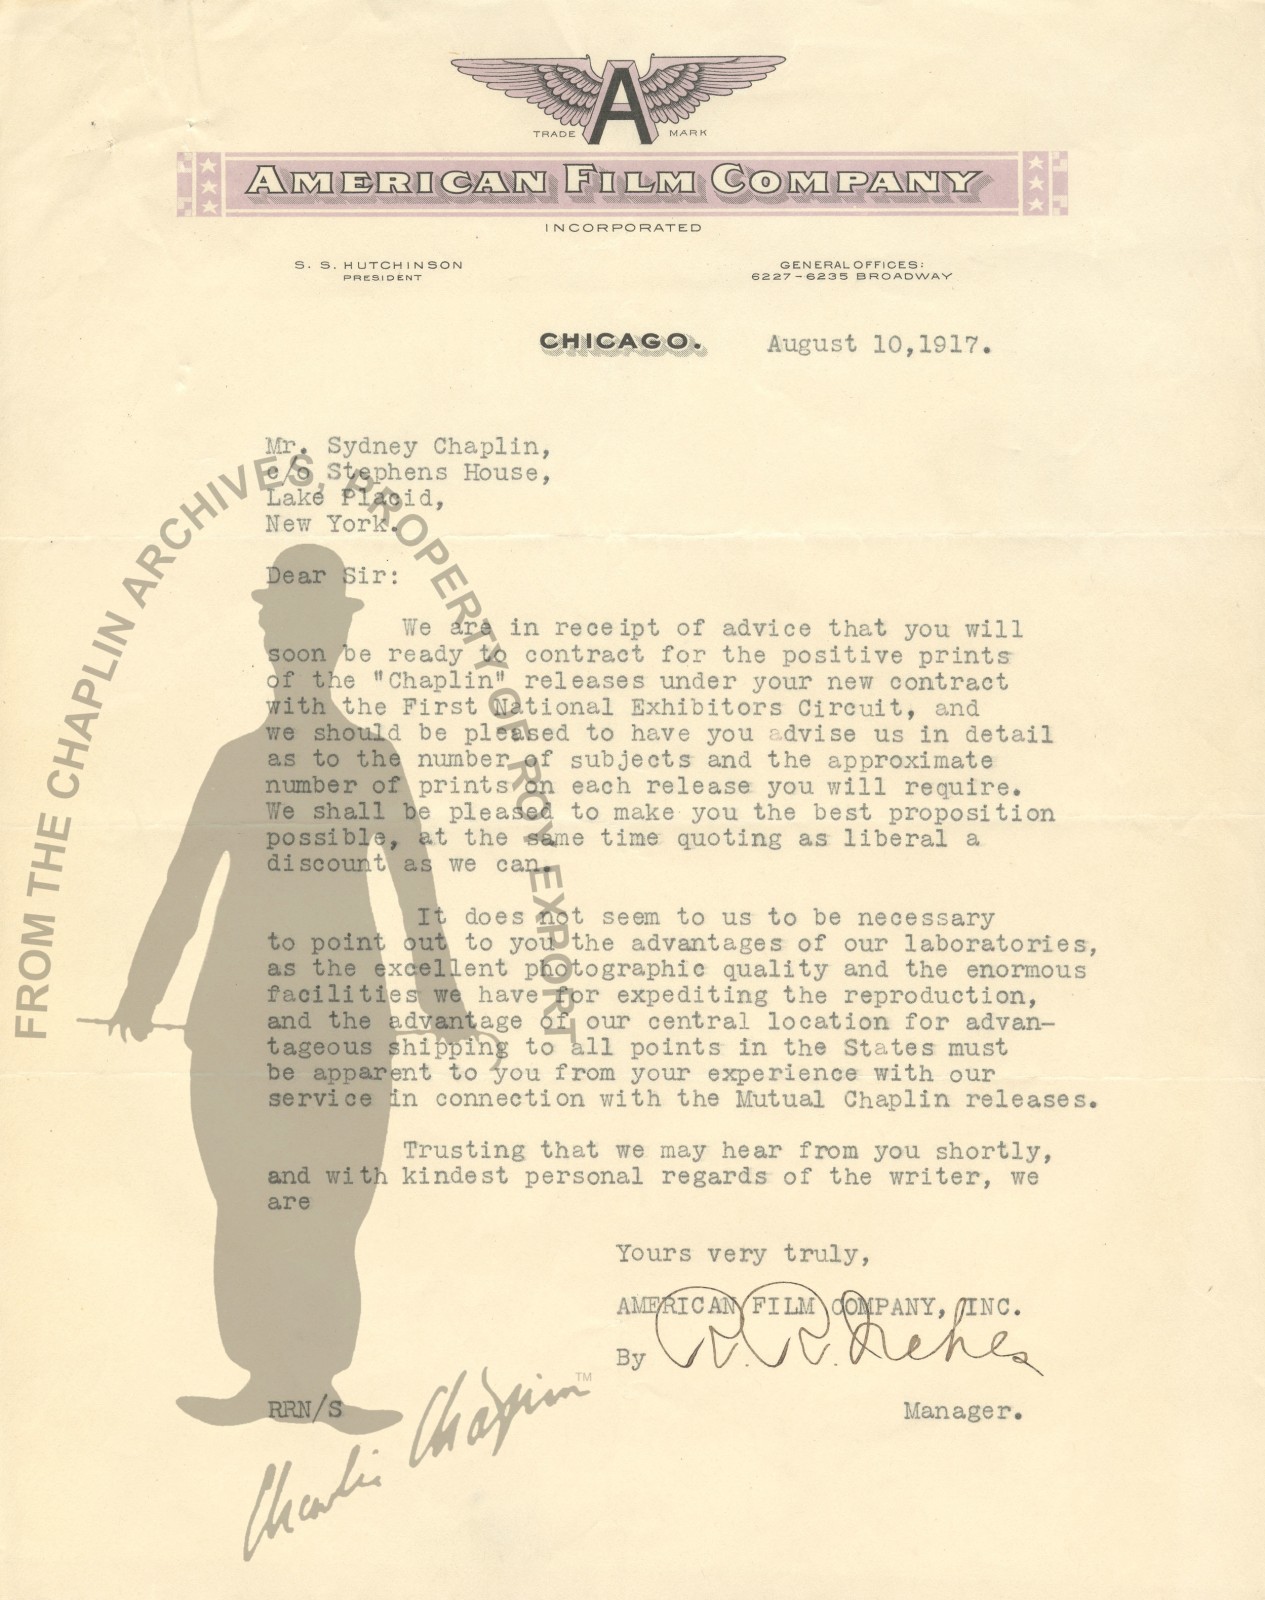 A
TRADE MARK
AMERICAN FILM COMPANY
INCORPORATED
S. S. HUTCHINSON
PRESIDENT
GENERAL OFFICES:
6227-6235 BROADWAY
CHICAGO. August 10,1917.
Mr. Sydney Chaplin,
c/o Stephens House,
Lake Placid,
New York.
Dear Sir:
We are in receipt of advice that you will
soon be ready to contract for the positive prints
of the "Chaplin" releases under your new contract
with the First National Exhibitors Circuit, and
we should be pleased to have you advise us in detail
as to the number of subjects and the approximate
number of prints on each release you will require.
We shall be pleased to make you the best proposition
possible, at the same time quoting as liberal a
discount as we can.
It does not seem to us to be necessary
to point out to you the advantages of our laboratories,
as the excellent photographic quality and the enormous
facilities we have for expediting the reproduction,
and the advantage of our central location for advan-
tageous shipping to all points in the States must
be apparent to you from your experience with our
service in connection with the Mutual Chaplin releases.
Trusting that we may hear from you shortly,
and with kindest personal regards of the writer, we
are
Yours very truly,
AMERICAN FILM COMPANY, INC.
By R. R. Nehls
RRN/S Manager.
FROM THE CHAPLIN ARCHIVES, PROPERTY OF ROY EXPORT
Charlie Chaplin TM